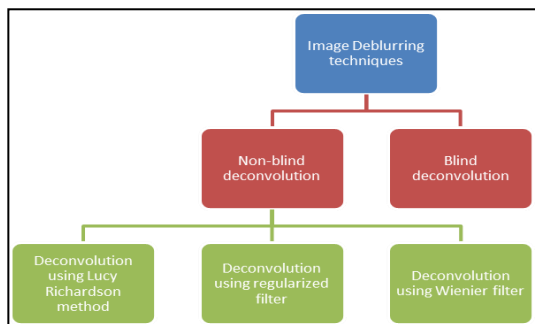 Image Deblurring
techniques
Non-blind
deconvolution
Blind
deconvolution
Deconvolution
using Lucy
Richardson
method
Deconvolution
using regularized
filter
Deconvolution
using Wienier filter